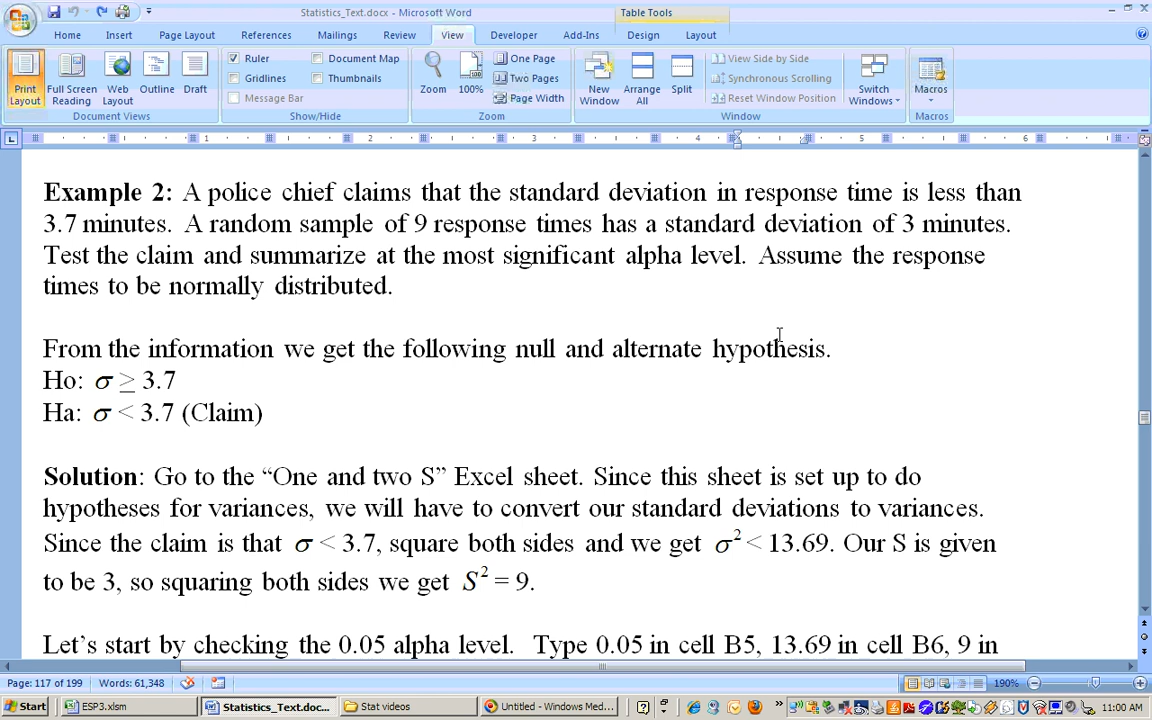 Statistics_Text.docx - Microsoft Word
Table Tools
Home Insert Page Layout References Mailings Review View Developer Add-Ins Design Layout
Print Layout
Full Screen Reading
Web Layout
Outline
Draft
Document Views
Ruler
Gridlines
Message Bar
Document Map
Thumbnails
Show/Hide
Zoom
100%
One Page
Two Pages
Page Width
Zoom
New Window
Arrange All
Split
View Side by Side
Synchronous Scrolling
Reset Window Position
Window
Switch Windows
Macros
Macros
1 2 3 4 5 6
Example 2: A police chief claims that the standard deviation in response time is less than
3.7 minutes. A random sample of 9 response times has a standard deviation of 3 minutes.
Test the claim and summarize at the most significant alpha level. Assume the response
times to be normally distributed.
From the information we get the following null and alternate hypothesis.
Ho: σ ≥ 3.7
Ha: σ < 3.7 (Claim)
Solution: Go to the “One and two S” Excel sheet. Since this sheet is set up to do
hypotheses for variances, we will have to convert our standard deviations to variances.
Since the claim is that σ < 3.7, square both sides and we get σ² < 13.69. Our S is given
to be 3, so squaring both sides we get S² = 9.
Let’s start by checking the 0.05 alpha level. Type 0.05 in cell B5, 13.69 in cell B6, 9 in
Page: 117 of 199 Words: 61,348 190%
Start ESP3.xlsm Statistics_Text.doc... Stat videos Untitled - Windows Med... 11:00 AM